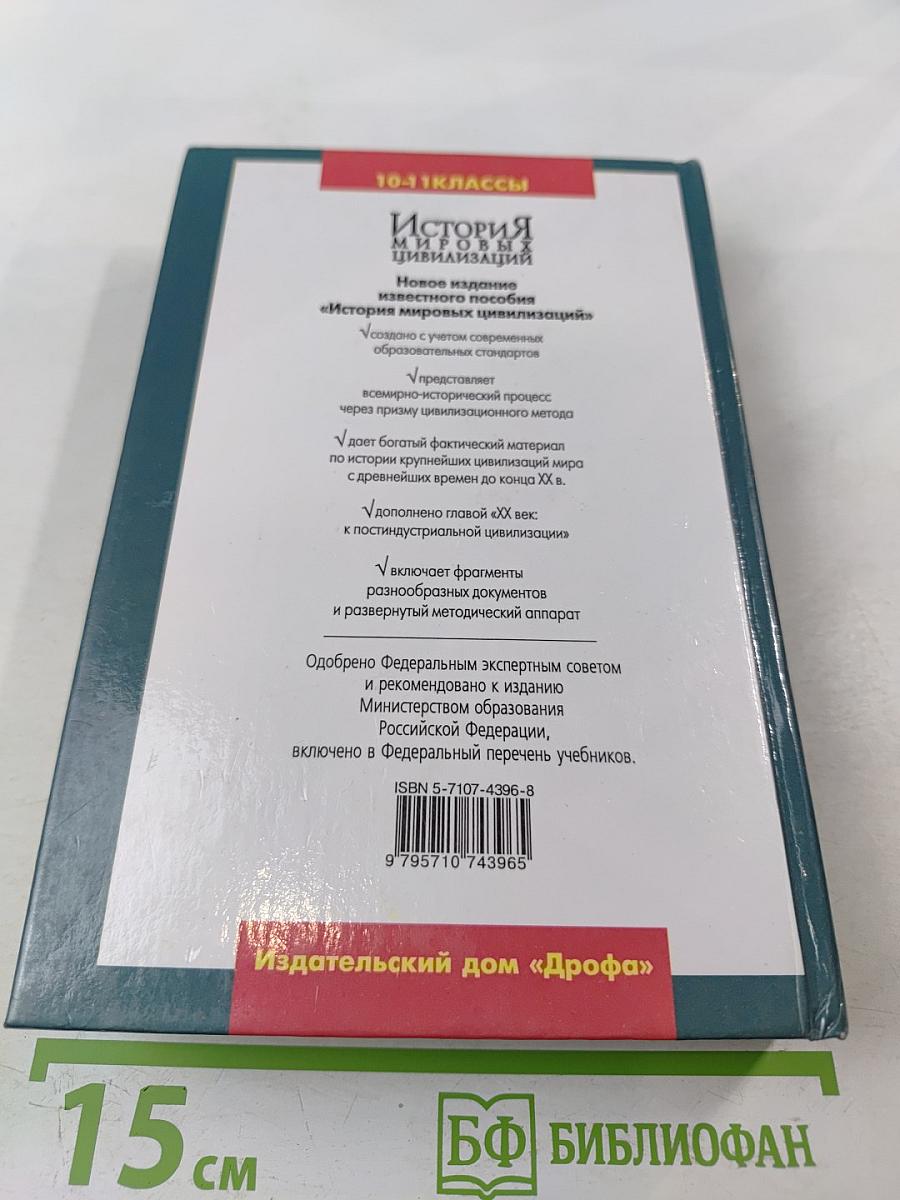 10-11КЛАССЫ
ИСТОРИЯ
МИРОВЫХ
ЦИВИЛИЗАЦИЙ
Новое издание
известного пособия
«История мировых цивилизаций»
√создано с учетом современных
образовательных стандартов
√представляет
всемирно-исторический процесс
через призму цивилизационного метода
√ дает богатый фактический материал
по истории крупнейших цивилизаций мира
с древнейших времен до конца XX в.
√дополнено главой «XX век:
к постиндустриальной цивилизации»
√ включает фрагменты
разнообразных документов
и развернутый методический аппарат
Одобрено Федеральным экспертным советом
и рекомендовано к изданию
Министерством образования
Российской Федерации,
включено в Федеральный перечень учебников.
ISBN 5-7107-4396-8
9 795710 743965
Издательский дом «Дрофа»
15 см
БФ БИБЛИОФАН